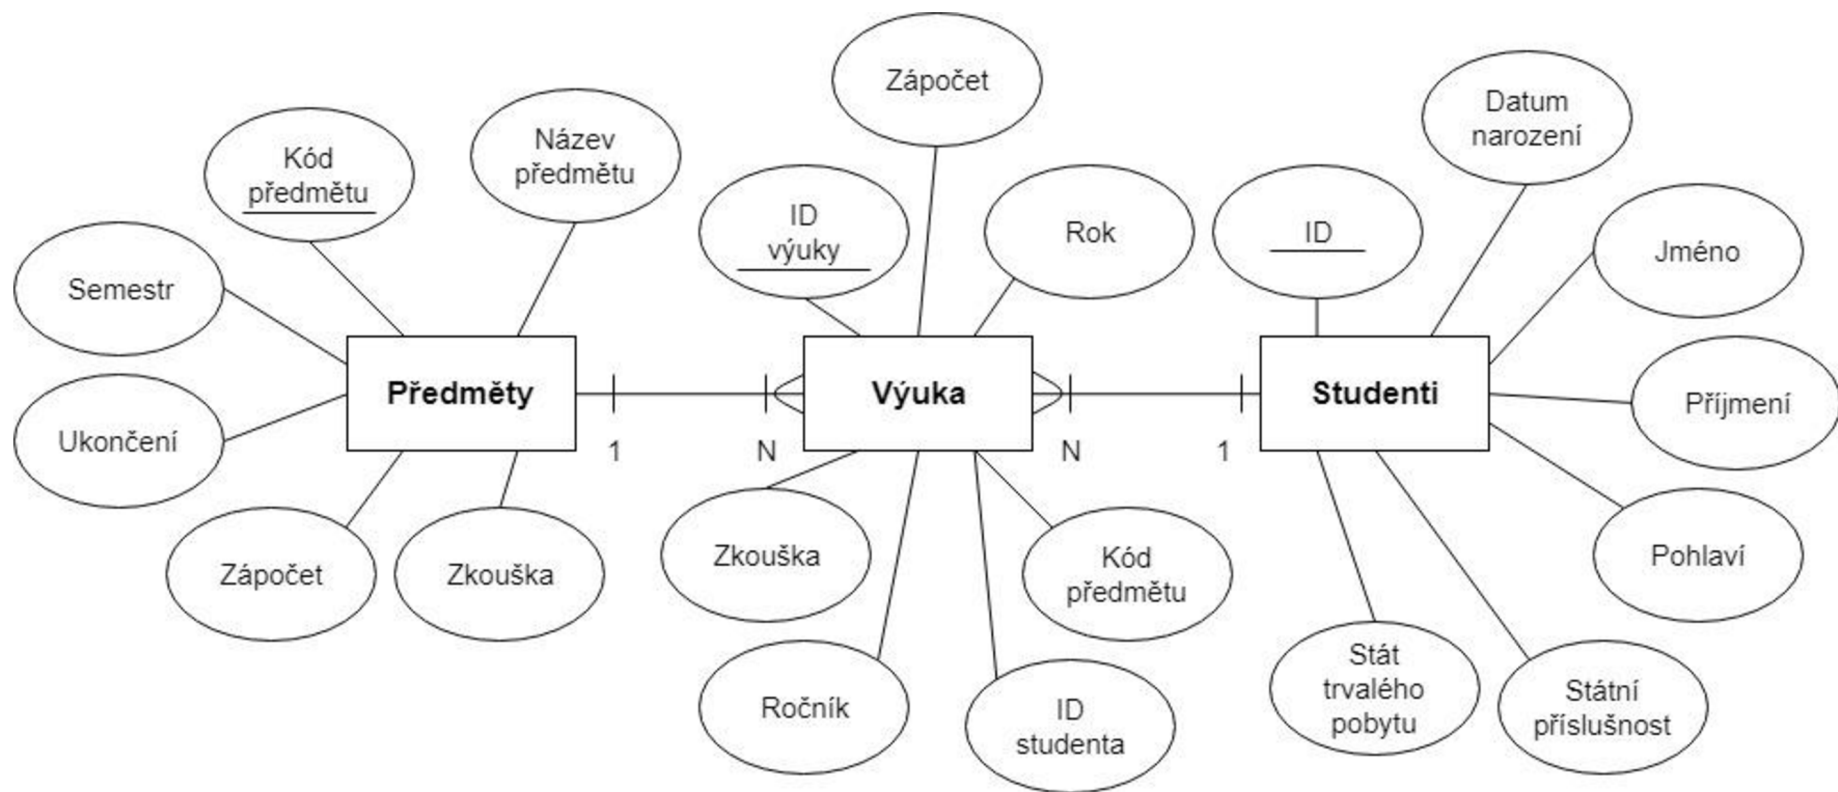 Zápočet
Datum
narození
Název
předmětu
Kód
předmětu
ID
výuky
Rok
ID
Jméno
Semestr
Předměty
Výuka
Studenti
Příjmení
Ukončení
1
N
N
1
Zápočet
Zkouška
Zkouška
Kód
předmětu
Pohlaví
Ročník
ID
studenta
Stát
trvalého
pobytu
Státní
příslušnost